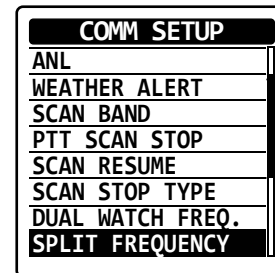 COMM SETUP
ANL
WEATHER ALERT
SCAN BAND
PTT SCAN STOP
SCAN RESUME
SCAN STOP TYPE
DUAL WATCH FREQ.
SPLIT FREQUENCY